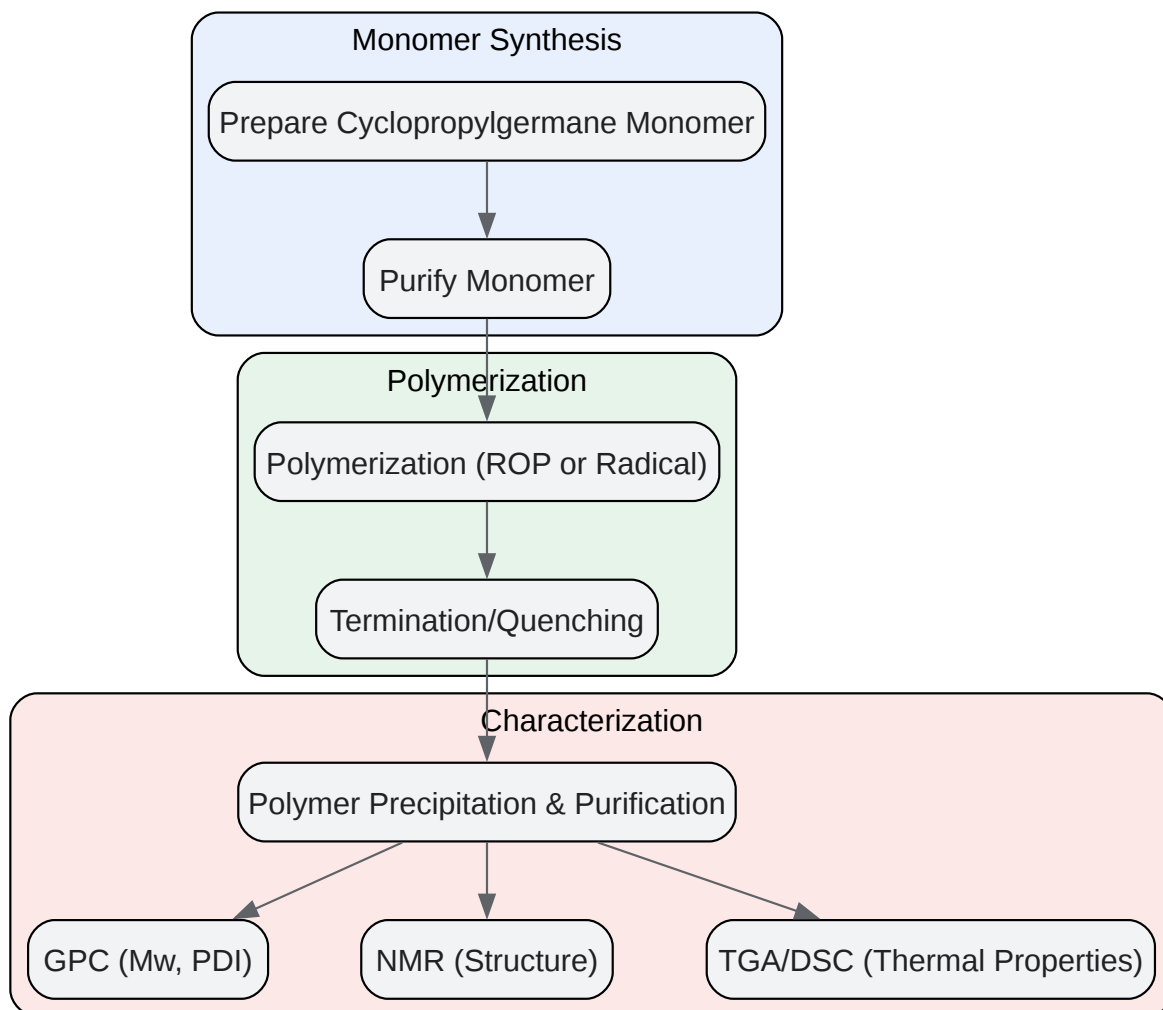 Monomer Synthesis
Prepare Cyclopropylgermane Monomer
Purify Monomer
Polymerization
Polymerization (ROP or Radical)
Termination/Quenching
Characterization
Polymer Precipitation & Purification
GPC (Mw, PDI)
NMR (Structure)
TGA/DSC (Thermal Properties)